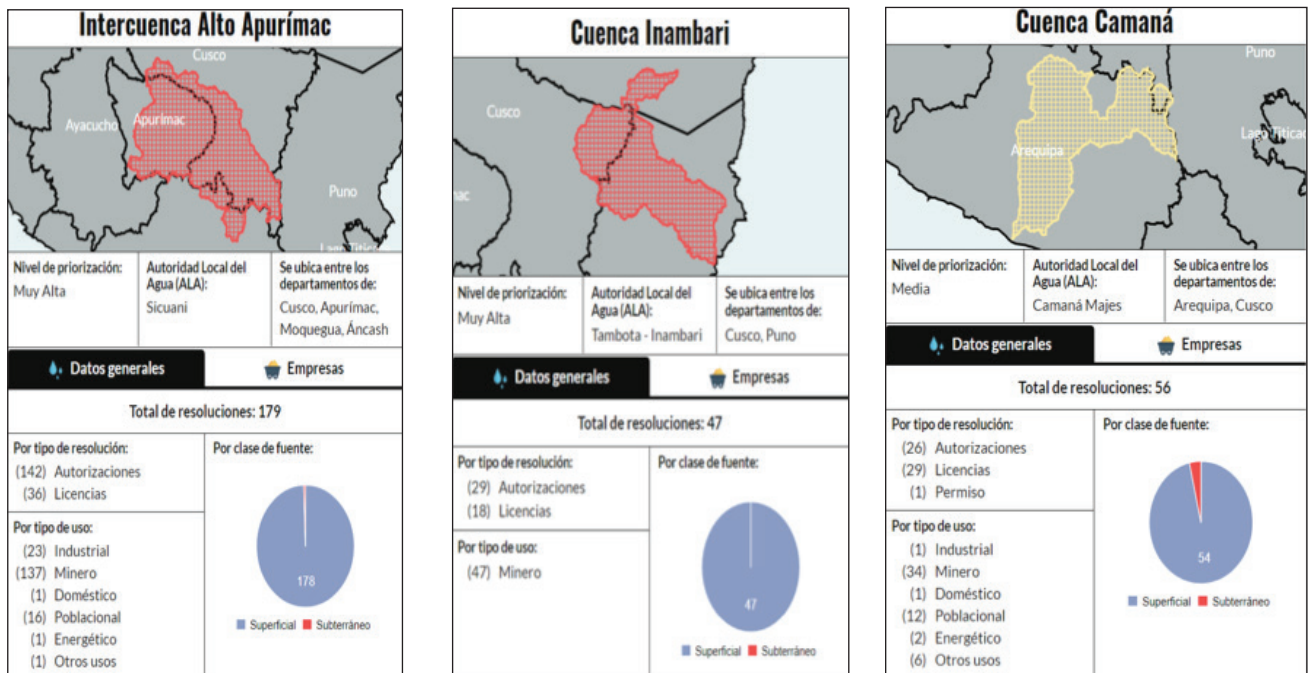 Intercuenca Alto Apurímac
Cusco
Ayacucho
Apurímac
Puno
Nivel de priorización:
Muy Alta
Autoridad Local del
Agua (ALA):
Sicuani
Se ubica entre los
departamentos de:
Cusco, Apurímac,
Moquegua, Áncash
Datos generales
Empresas
Total de resoluciones: 179
Por tipo de resolución:
(142) Autorizaciones
(36) Licencias
Por tipo de uso:
(23) Industrial
(137) Minero
(1) Doméstico
(16) Poblacional
(1) Energético
(1) Otros usos
Por clase de fuente:
178
Superficial
Subterráneo
Cuenca Inambari
Cusco
Nivel de priorización:
Muy Alta
Autoridad Local del
Agua (ALA):
Tambota - Inambari
Se ubica entre los
departamentos de:
Cusco, Puno
Datos generales
Empresas
Total de resoluciones: 47
Por tipo de resolución:
(29) Autorizaciones
(18) Licencias
Por tipo de uso:
(47) Minero
Por clase de fuente:
47
Superficial
Subterráneo
Cuenca Camaná
Puno
Lago Titicac
Arequipa
Nivel de priorización:
Media
Autoridad Local del
Agua (ALA):
Camaná Majes
Se ubica entre los
departamentos de:
Arequipa, Cusco
Datos generales
Empresas
Total de resoluciones: 56
Por tipo de resolución:
(26) Autorizaciones
(29) Licencias
(1) Permiso
Por tipo de uso:
(1) Industrial
(34) Minero
(1) Doméstico
(12) Poblacional
(2) Energético
(6) Otros usos
Por clase de fuente:
54
Superficial
Subterráneo